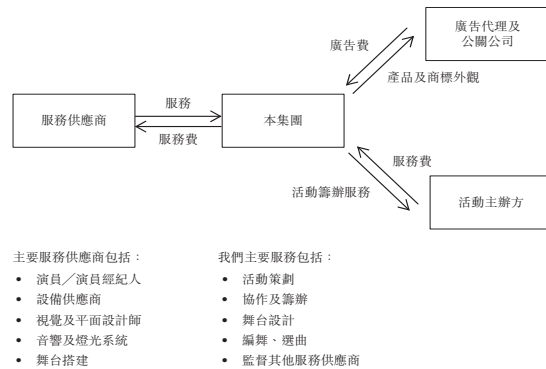 廣告代理及
公關公司
廣告費
產品及商標外觀
服務供應商
服務
服務費
本集團
服務費
活動籌辦服務
活動主辦方
主要服務供應商包括：
• 演員／演員經紀人
• 設備供應商
• 視覺及平面設計師
• 音響及燈光系統
• 舞台搭建
我們主要服務包括：
• 活動策劃
• 協作及籌辦
• 舞台設計
• 編舞、選曲
• 監督其他服務供應商